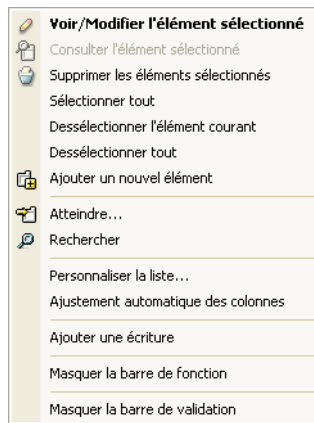 Voir/Modifier l'élément sélectionné
Consulter l'élément sélectionné
Supprimer les éléments sélectionnés
Sélectionner tout
Dessélectionner l'élément courant
Dessélectionner tout
Ajouter un nouvel élément
Atteindre...
Rechercher
Personnaliser la liste...
Ajustement automatique des colonnes
Ajouter une écriture
Masquer la barre de fonction
Masquer la barre de validation